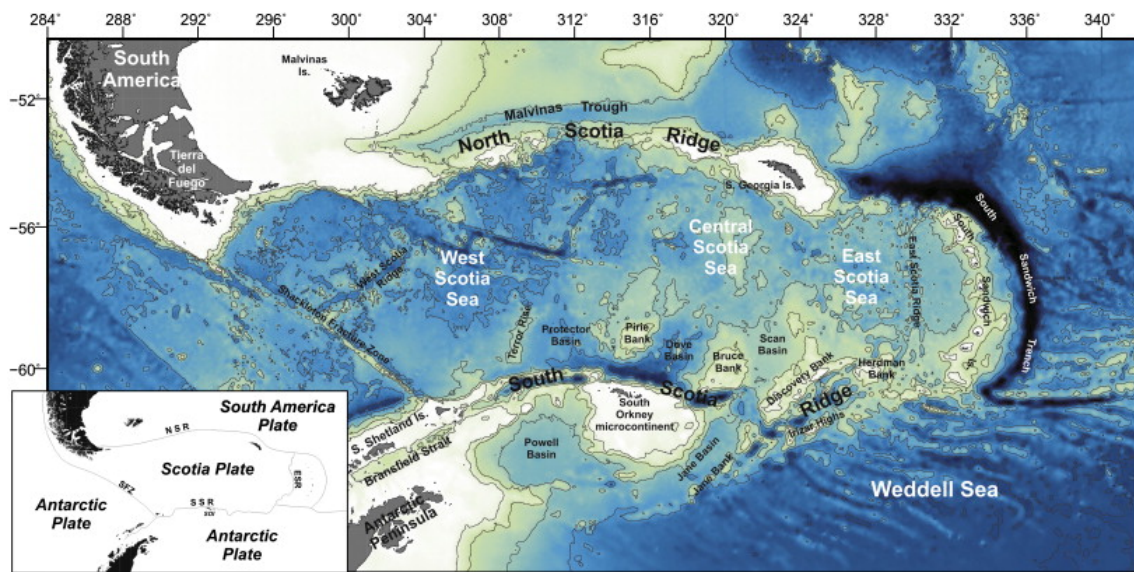 284° 288° 292° 296° 300° 304° 308° 312° 316° 320° 324° 328° 332° 336° 340°
−52°
−56°
−60°
South
America
Malvinas
Is.
Tierra
del
Fuego
Malvinas Trough
North Scotia Ridge
S. Georgia Is.
West
Scotia
Sea
Central
Scotia
Sea
East
Scotia
Sea
West Scotia
Ridge
East Scotia Ridge
South Sandwich Is.
South Sandwich Trench
Shackleton Fracture Zone
Terror Rise
Protector
Basin
Pirie
Bank
Dove
Basin
Bruce
Bank
Scan
Basin
Discovery Bank
Herdman
Bank
South Scotia Ridge
Irizar Highs
South
Orkney
microcontinent
S. Shetland Is.
Bransfield Strait
Powell
Basin
Jane Basin
Jane Bank
Antarctic
Peninsula
Weddell Sea
South America
Plate
NSR
Scotia Plate
ESR
SFZ
SSR
Antarctic
Plate
Antarctic
Plate